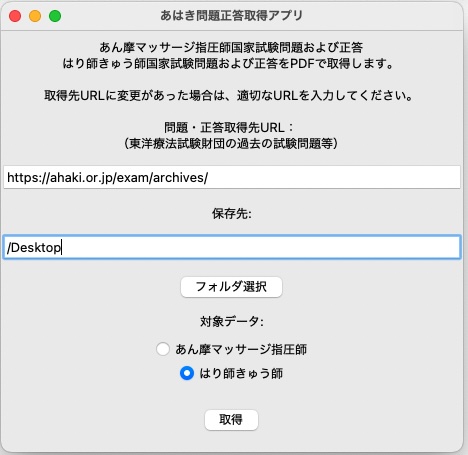 あはき問題正答取得アプリ
あん摩マッサージ指圧師国家試験問題および正答
はり師きゅう師国家試験問題および正答をPDFで取得します。
取得先URLに変更があった場合は、適切なURLを入力してください。
問題・正答取得先URL：
（東洋療法試験財団の過去の試験問題等）
https://ahaki.or.jp/exam/archives/
保存先:
/Desktop
フォルダ選択
対象データ:
あん摩マッサージ指圧師
はり師きゅう師
取得